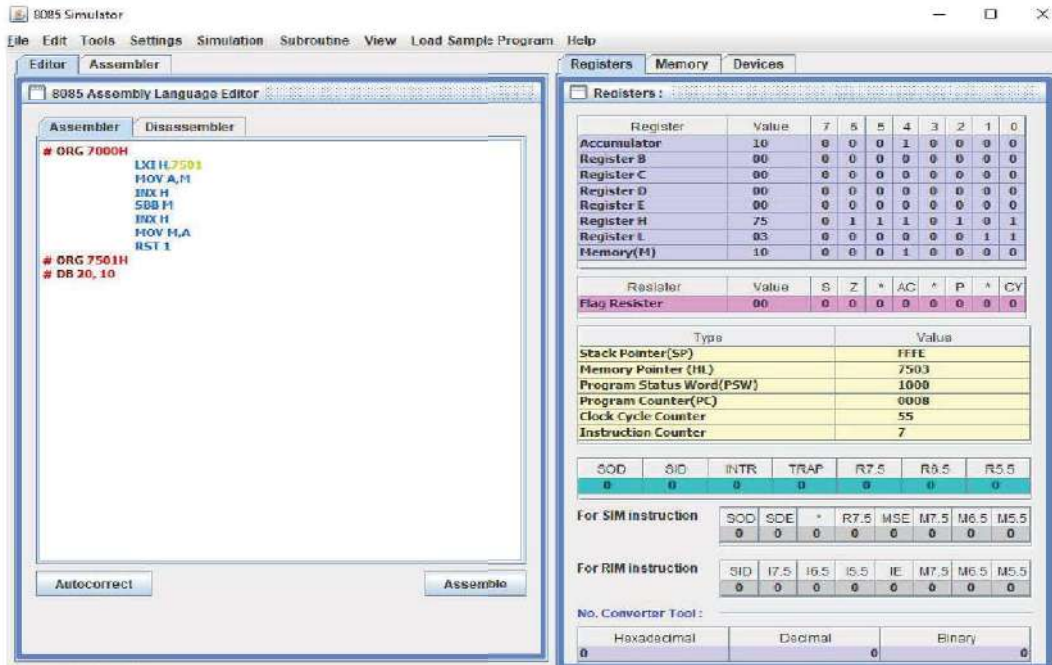 8085 Simulator
File Edit Tools Settings Simulation Subroutine View Load Sample Program Help
Editor Assembler
8085 Assembly Language Editor
Assembler Disassembler
# ORG 7000H
LXI H,7501
MOV A,M
INX H
SBB M
INX H
MOV M,A
RST 1
# ORG 7501H
# DB 20, 10
Autocorrect Assemble
Registers Memory Devices
Registers :
Register Value 7 6 5 4 3 2 1 0
Accumulator 10 0 0 0 1 0 0 0 0
Register B 00 0 0 0 0 0 0 0 0
Register C 00 0 0 0 0 0 0 0 0
Register D 00 0 0 0 0 0 0 0 0
Register E 00 0 0 0 0 0 0 0 0
Register H 75 0 1 1 1 0 1 0 1
Register L 03 0 0 0 0 0 0 1 1
Memory(M) 10 0 0 0 1 0 0 0 0
Resister Value S Z * AC * P * CY
Flag Resister 00 0 0 0 0 0 0 0 0
Type Value
Stack Pointer(SP) FFFE
Memory Pointer (HL) 7503
Program Status Word(PSW) 1000
Program Counter(PC) 0008
Clock Cycle Counter 55
Instruction Counter 7
SOD SID INTR TRAP R7.5 R6.5 R5.5
0 0 0 0 0 0 0
For SIM instruction SOD SDE * R7.5 MSE M7.5 M6.5 M5.5
0 0 0 0 0 0 0 0
For RIM instruction SID I7.5 I6.5 I5.5 IE M7.5 M6.5 M5.5
0 0 0 0 0 0 0 0
No. Converter Tool :
Hexadecimal Decimal Binary
0 0 0